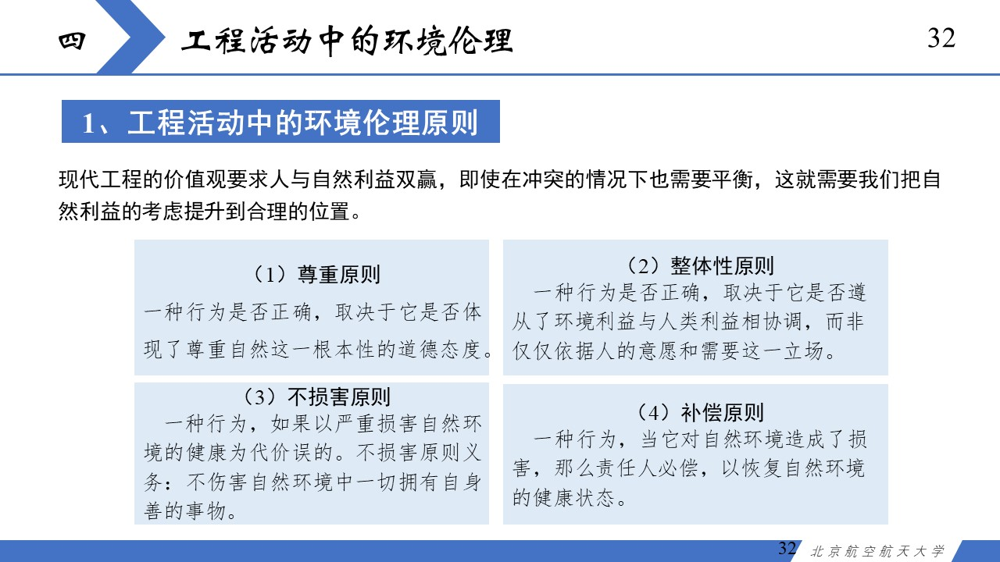 四
工程活动中的环境伦理
32
1、工程活动中的环境伦理原则
现代工程的价值观要求人与自然利益双赢，即使在冲突的情况下也需要平衡，这就需要我们把自
然利益的考虑提升到合理的位置。
（1）尊重原则
一种行为是否正确，取决于它是否体
现了尊重自然这一根本性的道德态度。
（2）整体性原则
一种行为是否正确，取决于它是否遵
从了环境利益与人类利益相协调，而非
仅仅依据人的意愿和需要这一立场。
（3）不损害原则
一种行为，如果以严重损害自然环
境的健康为代价误的。不损害原则义
务：不伤害自然环境中一切拥有自身
善的事物。
（4）补偿原则
一种行为，当它对自然环境造成了损
害，那么责任人必偿，以恢复自然环境
的健康状态。
32
北京航空航天大学